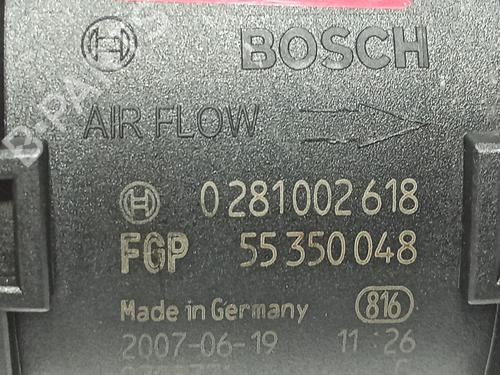 BOSCH
AIR FLOW
0 281 002 618
FGP 55 350 048
Made in Germany 816
2007-06-19 11:26